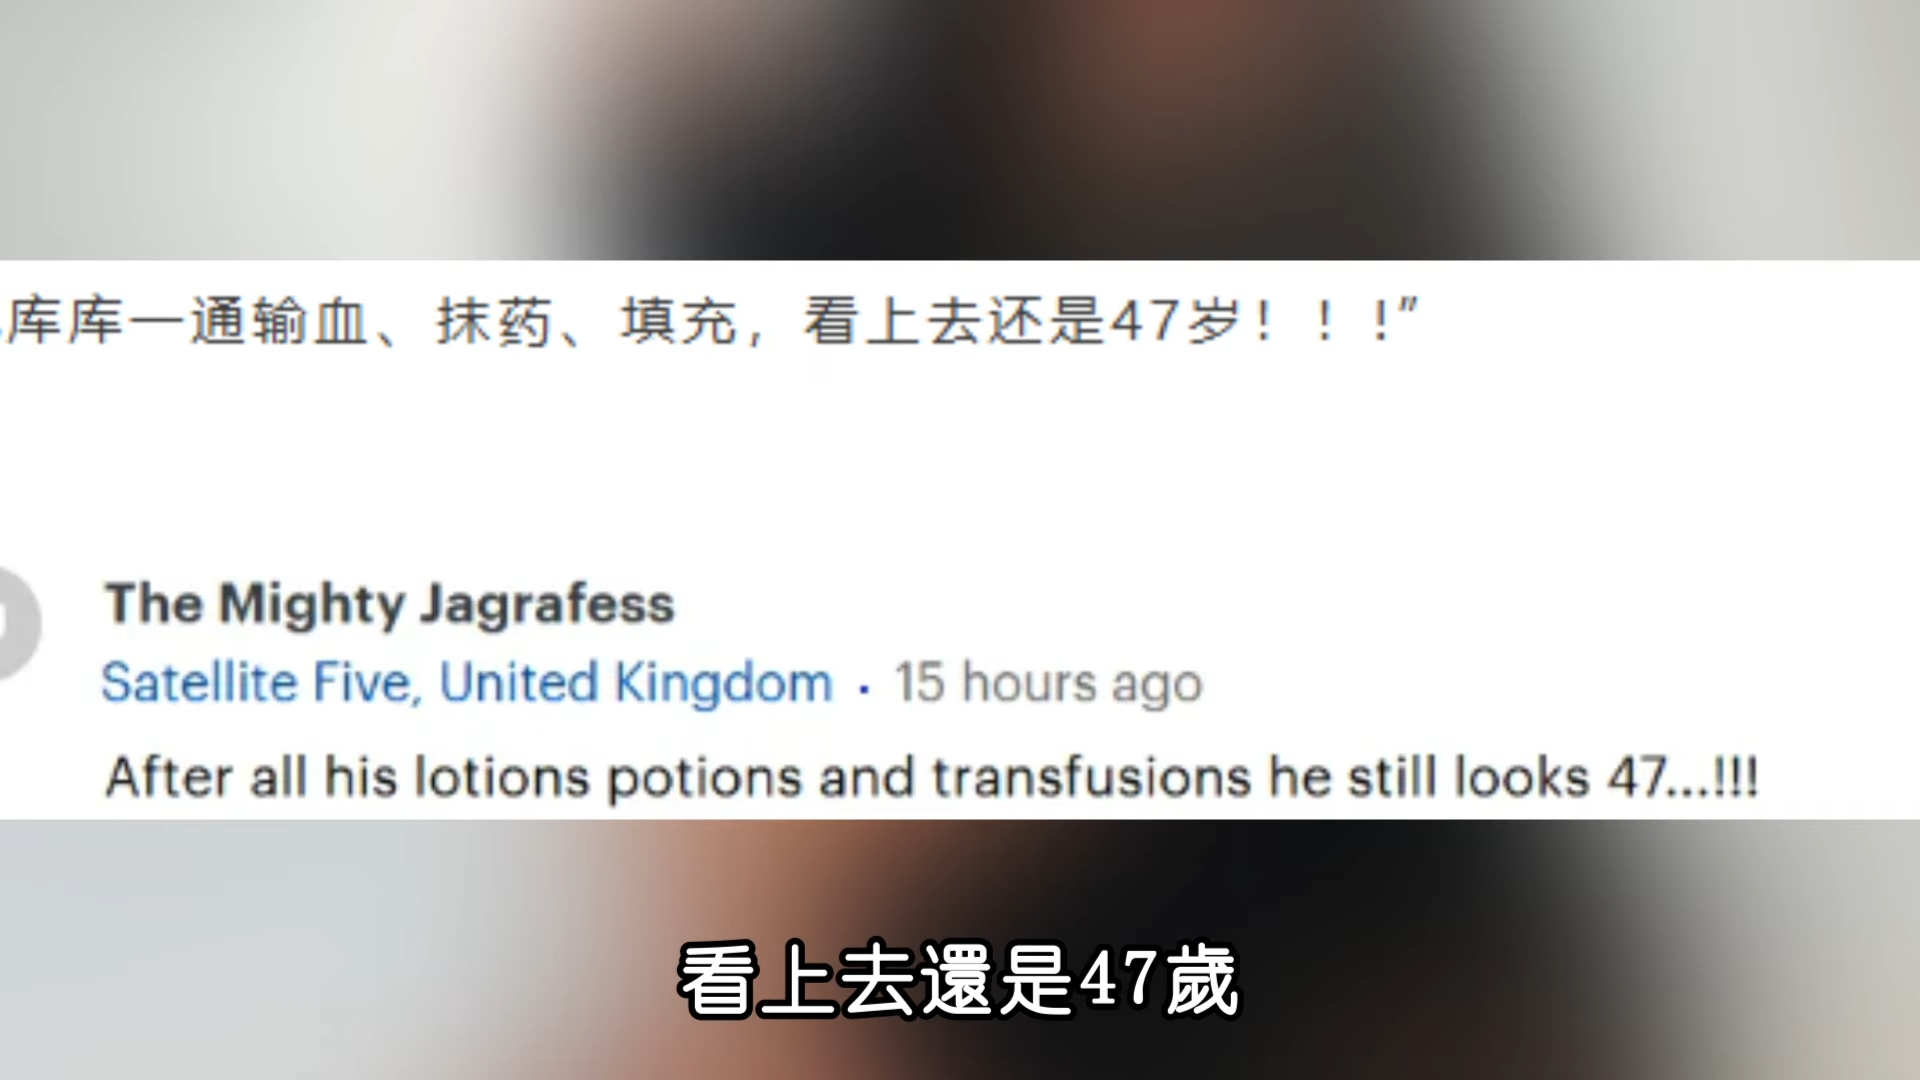 库库一通输血、抹药、填充，看上去还是47岁！！！”
The Mighty Jagrafess
Satellite Five, United Kingdom · 15 hours ago
After all his lotions potions and transfusions he still looks 47...!!!
看上去還是47歲